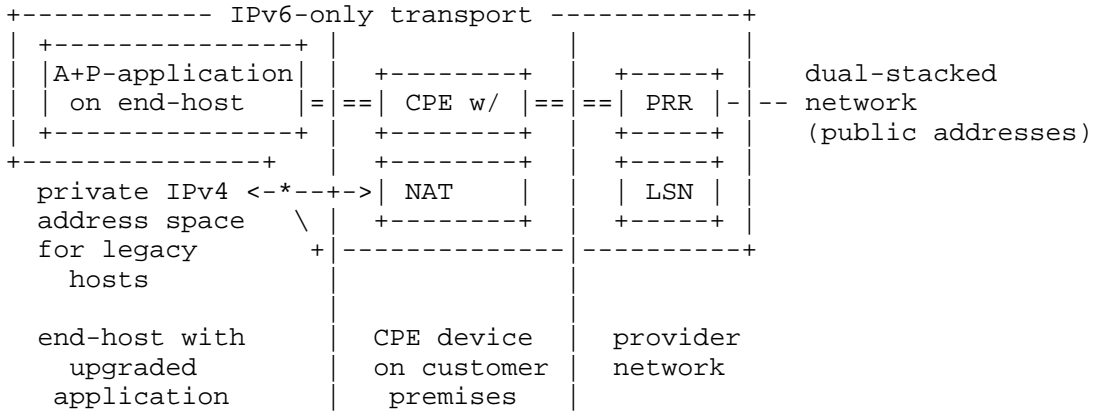 +------------ IPv6-only transport ------------+
| +---------------+ |               |          |
| |A+P-application| |  +--------+   |  +-----+ |   dual-stacked
| | on end-host   |=|==| CPE w/ |==|==| PRR |-|-- network
| +---------------+ |  +--------+   |  +-----+ |   (public addresses)
+---------------+   |  +--------+   |  +-----+ |
  private IPv4 <-*--+->| NAT    |   |  | LSN | |
  address space   \ |  +--------+   |  +-----+ |
  for legacy       +|---------------|----------+
    hosts           |               |
                    |               |
  end-host with     |  CPE device   |  provider
    upgraded        |  on customer  |  network
   application      |   premises    |